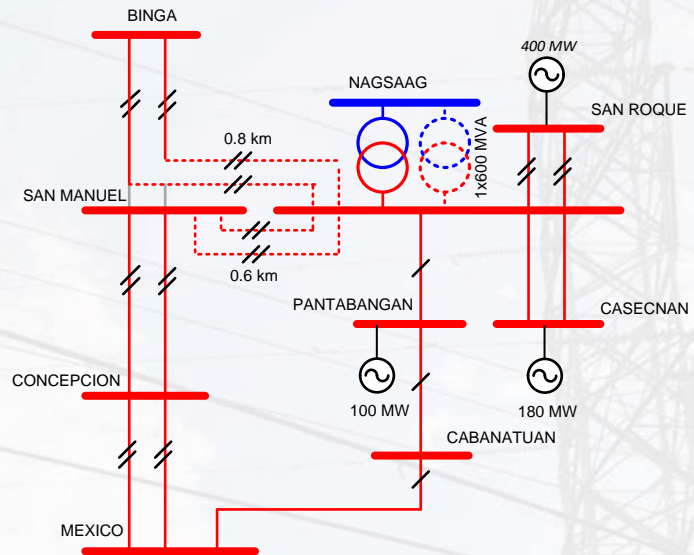 BINGA
400 MW
NAGSAAG
SAN ROQUE
1x600 MVA
0.8 km
SAN MANUEL
0.6 km
PANTABANGAN
CASECNAN
CONCEPCION
100 MW
180 MW
CABANATUAN
MEXICO